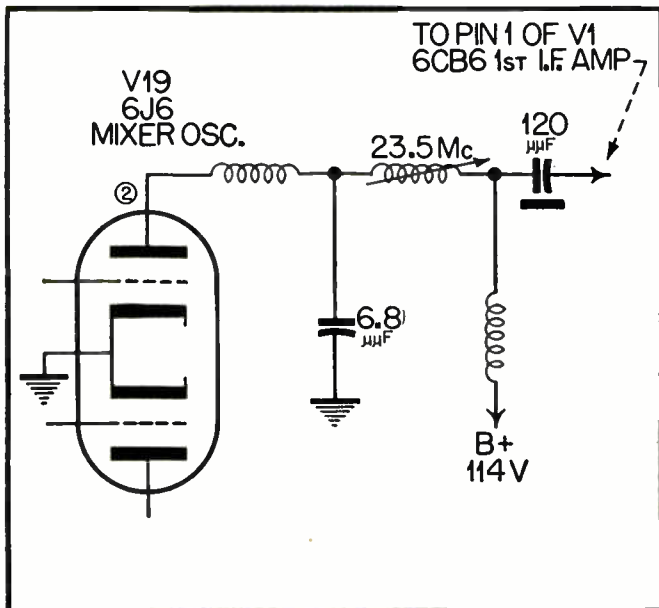 TO PIN 1 OF V1
6CB6 1ST I.F. AMP
V19
6J6
MIXER OSC.
②
23.5 Mc
120
μμF
6.8
μμF
B+
114V